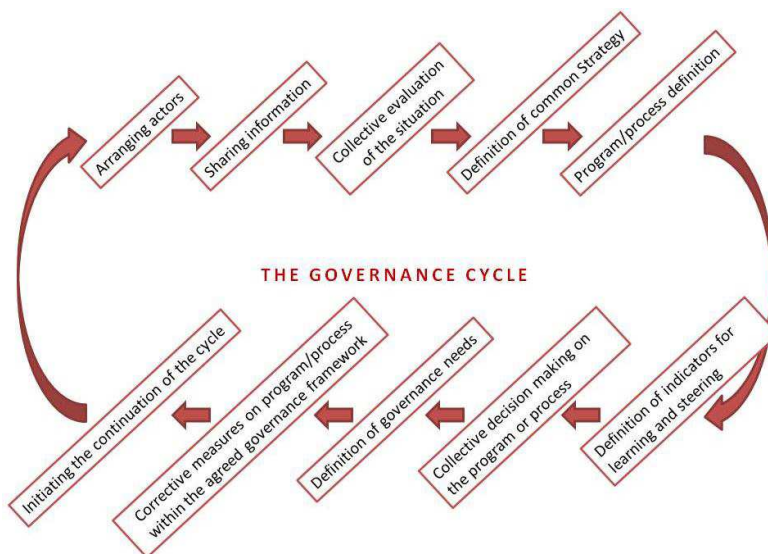 Arranging actors
Sharing information
Collective evaluation
of the situation
Definition of common Strategy
Program/process definition
THE GOVERNANCE CYCLE
Definition of indicators for
learning and steering
Collective decision making on
the program or process
Definition of governance needs
Corrective measures on program/process
within the agreed governance framework
Initiating the continuation of the cycle